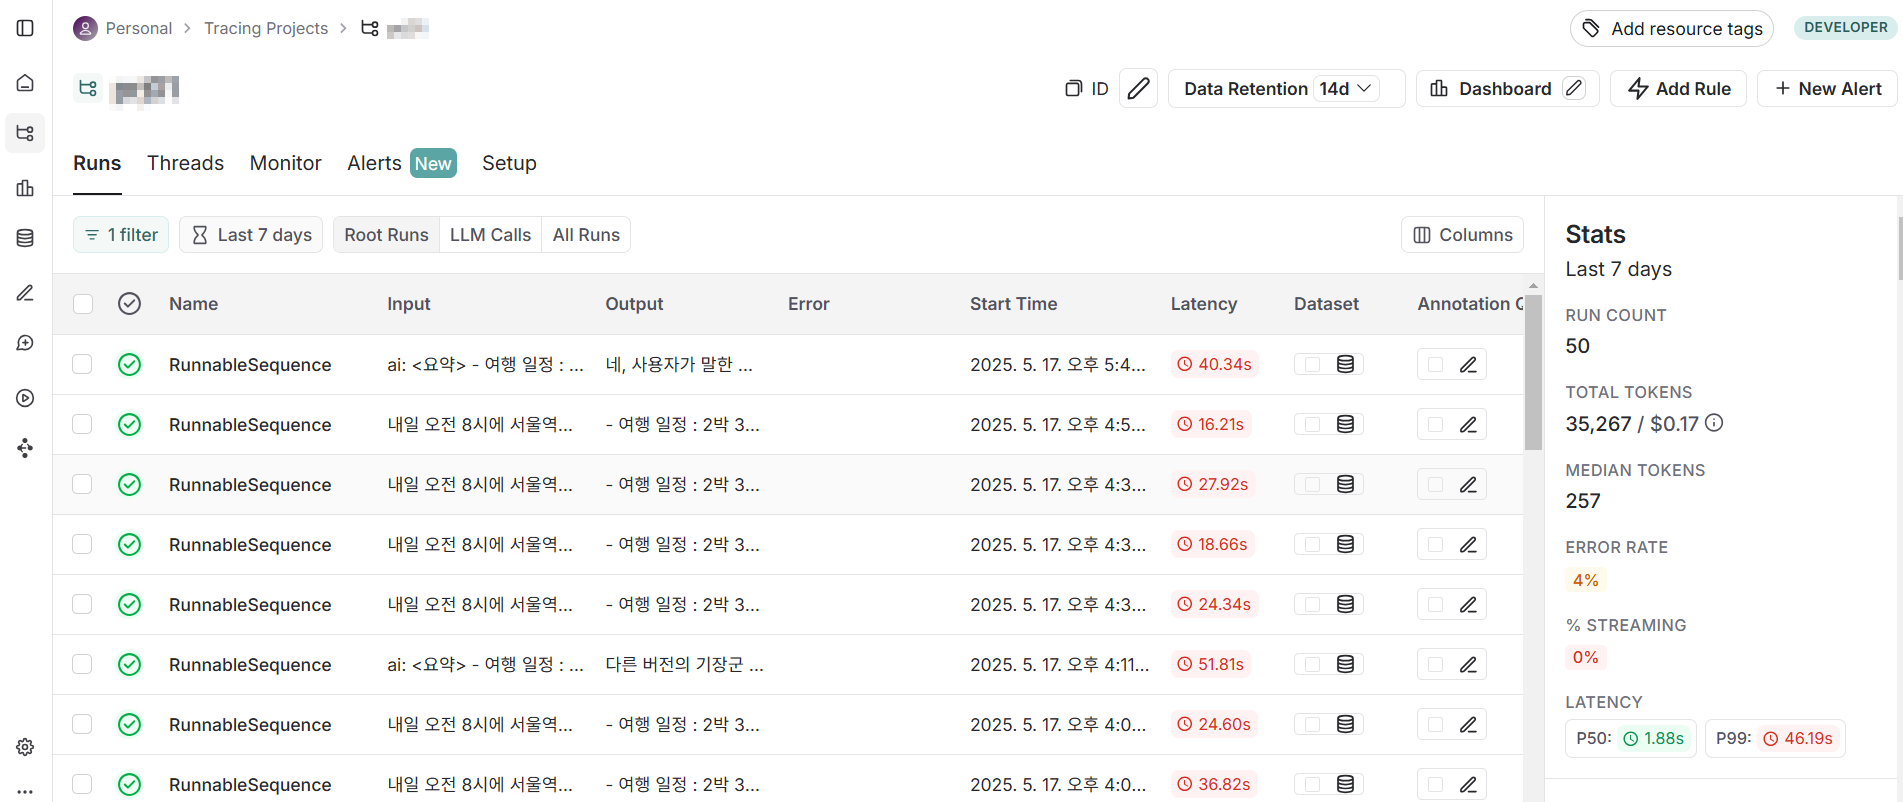 Personal > Tracing Projects >
Add resource tags
DEVELOPER
ID
Data Retention 14d
Dashboard
Add Rule
+ New Alert
Runs Threads Monitor Alerts New Setup
1 filter Last 7 days Root Runs LLM Calls All Runs Columns
Name Input Output Error Start Time Latency Dataset Annotation Q
RunnableSequence ai: <요약> - 여행 일정 : ... 네, 사용자가 말한 ... 2025. 5. 17. 오후 5:4... 40.34s
RunnableSequence 내일 오전 8시에 서울역... - 여행 일정 : 2박 3... 2025. 5. 17. 오후 4:5... 16.21s
RunnableSequence 내일 오전 8시에 서울역... - 여행 일정 : 2박 3... 2025. 5. 17. 오후 4:3... 27.92s
RunnableSequence 내일 오전 8시에 서울역... - 여행 일정 : 2박 3... 2025. 5. 17. 오후 4:3... 18.66s
RunnableSequence 내일 오전 8시에 서울역... - 여행 일정 : 2박 3... 2025. 5. 17. 오후 4:3... 24.34s
RunnableSequence ai: <요약> - 여행 일정 : ... 다른 버전의 기장군 ... 2025. 5. 17. 오후 4:11... 51.81s
RunnableSequence 내일 오전 8시에 서울역... - 여행 일정 : 2박 3... 2025. 5. 17. 오후 4:0... 24.60s
RunnableSequence 내일 오전 8시에 서울역... - 여행 일정 : 2박 3... 2025. 5. 17. 오후 4:0... 36.82s
Stats
Last 7 days
RUN COUNT
50
TOTAL TOKENS
35,267 / $0.17
MEDIAN TOKENS
257
ERROR RATE
4%
% STREAMING
0%
LATENCY
P50: 1.88s P99: 46.19s